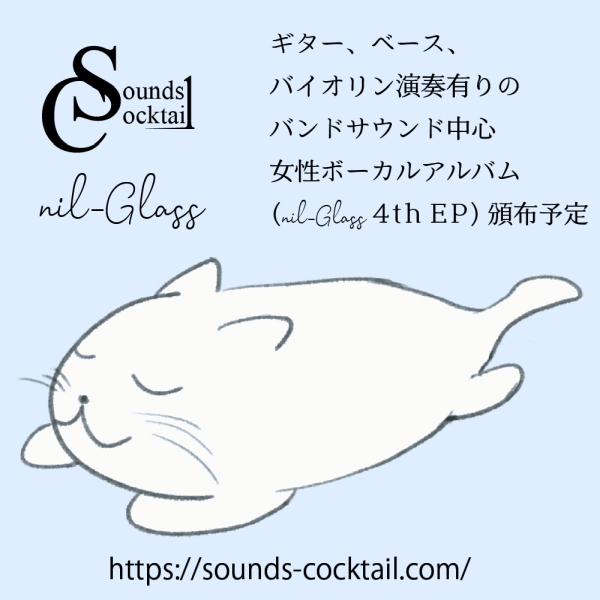 Sounds
Cocktail
nil-Glass
ギター、ベース、
バイオリン演奏有りの
バンドサウンド中心
女性ボーカルアルバム
(nil-Glass 4th EP) 頒布予定
https://sounds-cocktail.com/